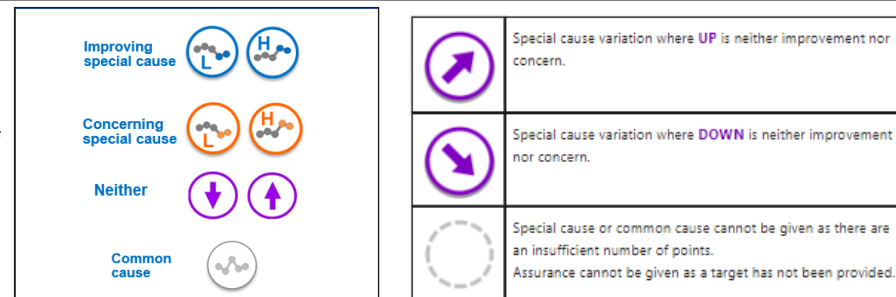 Improving
special cause
L
H
Concerning
special cause
L
H
Neither
Common
cause
Special cause variation where UP is neither improvement nor
concern.
Special cause variation where DOWN is neither improvement
nor concern.
Special cause or common cause cannot be given as there are
an insufficient number of points.
Assurance cannot be given as a target has not been provided.